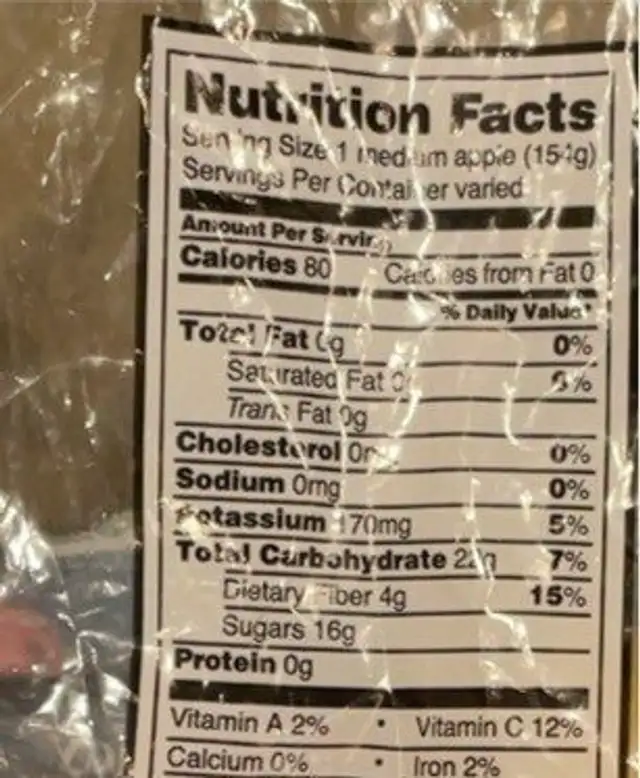 Nutrition Facts
Serving Size 1 medium apple (154g)
Servings Per Container varied
Amount Per Serving
Calories 80 Calories from Fat 0
% Daily Value*
Total Fat 0g 0%
Saturated Fat 0g 0%
Trans Fat 0g
Cholesterol 0mg 0%
Sodium 0mg 0%
Potassium 170mg 5%
Total Carbohydrate 22g 7%
Dietary Fiber 4g 15%
Sugars 16g
Protein 0g
Vitamin A 2% • Vitamin C 12%
Calcium 0% • Iron 2%